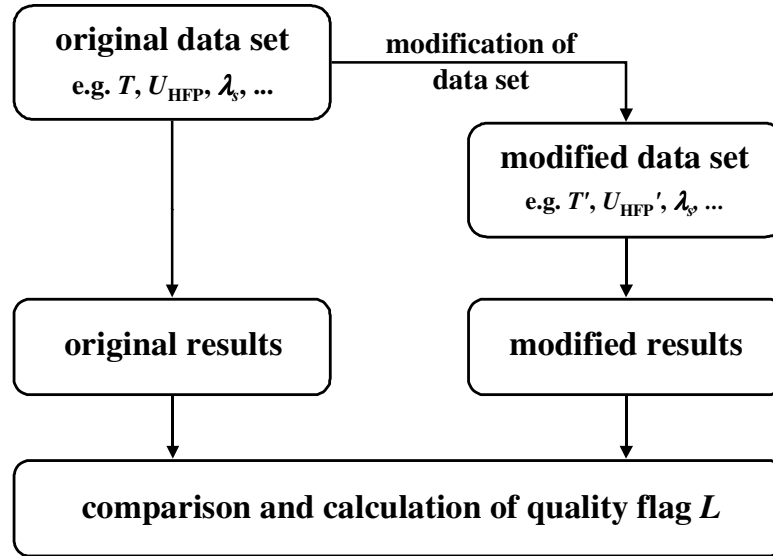 original data set
e.g. T, U_HFP, λ_s, ...
modification of
data set
modified data set
e.g. T′, U_HFP′, λ_s, ...
original results
modified results
comparison and calculation of quality flag L